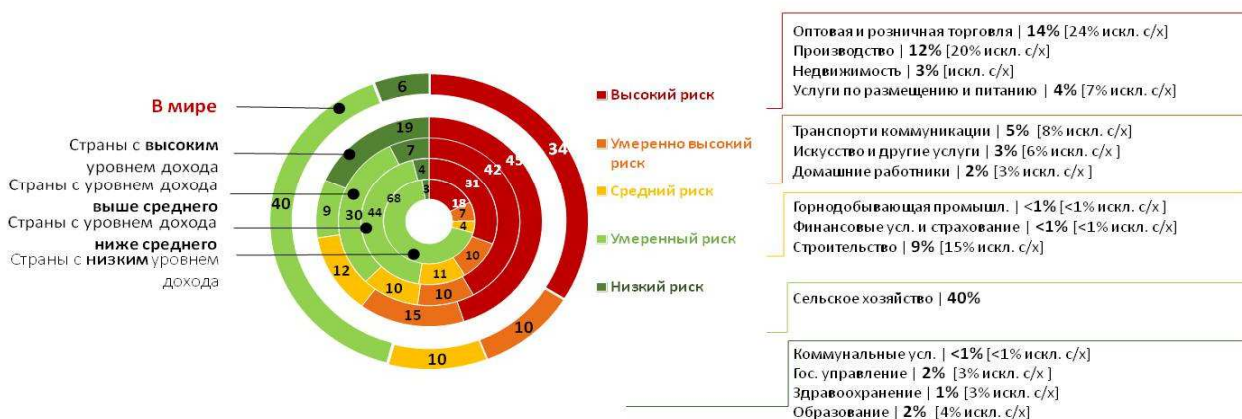 В мире
Страны с высоким
уровнем дохода
Страны с уровнем дохода
выше среднего
Страны с уровнем дохода
ниже среднего
Страны с низким уровнем
дохода
6
34
10
10
40
19
45
15
12
9
7
42
10
10
30
4
31
10
11
44
3
18
7
4
68
Высокий риск
Умеренно высокий
риск
Средний риск
Умеренный риск
Низкий риск
Оптовая и розничная торговля | 14% [24% искл. с/х]
Производство | 12% [20% искл. с/х]
Недвижимость | 3% [искл. с/х]
Услуги по размещению и питанию | 4% [7% искл. с/х]
Транспорт и коммуникации | 5% [8% искл. с/х]
Искусство и другие услуги | 3% [6% искл. с/х ]
Домашние работники | 2% [3% искл. с/х ]
Горнодобывающая промышл. | <1% [<1% искл. с/х]
Финансовые усл. и страхование | <1% [<1% искл. с/х]
Строительство | 9% [15% искл. с/х]
Сельское хозяйство | 40%
Коммунальные усл. | <1% [<1% искл. с/х]
Гос. управление | 2% [3% искл. с/х ]
Здравоохранение | 1% [3% искл. с/х]
Образование | 2% [4% искл. с/х]